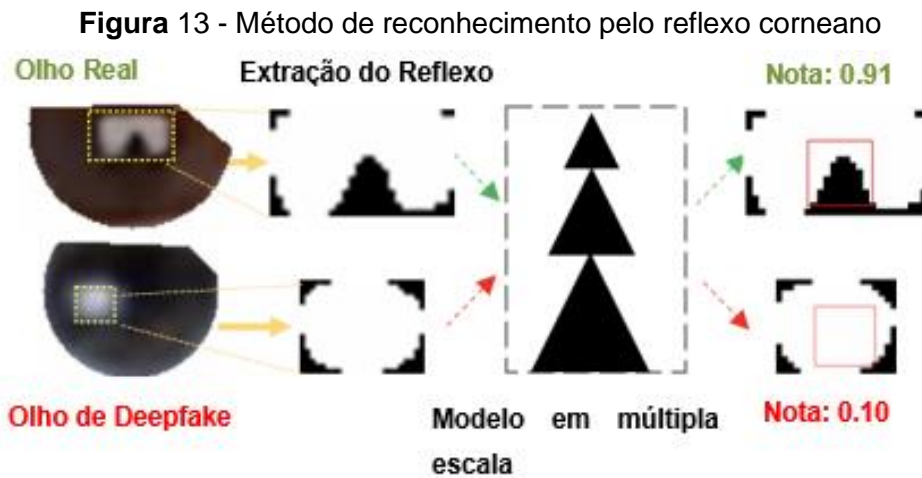 Figura 13 - Método de reconhecimento pelo reflexo corneano
Olho Real
Extração do Reflexo
Nota: 0.91
Olho de Deepfake
Modelo em múltipla
escala
Nota: 0.10